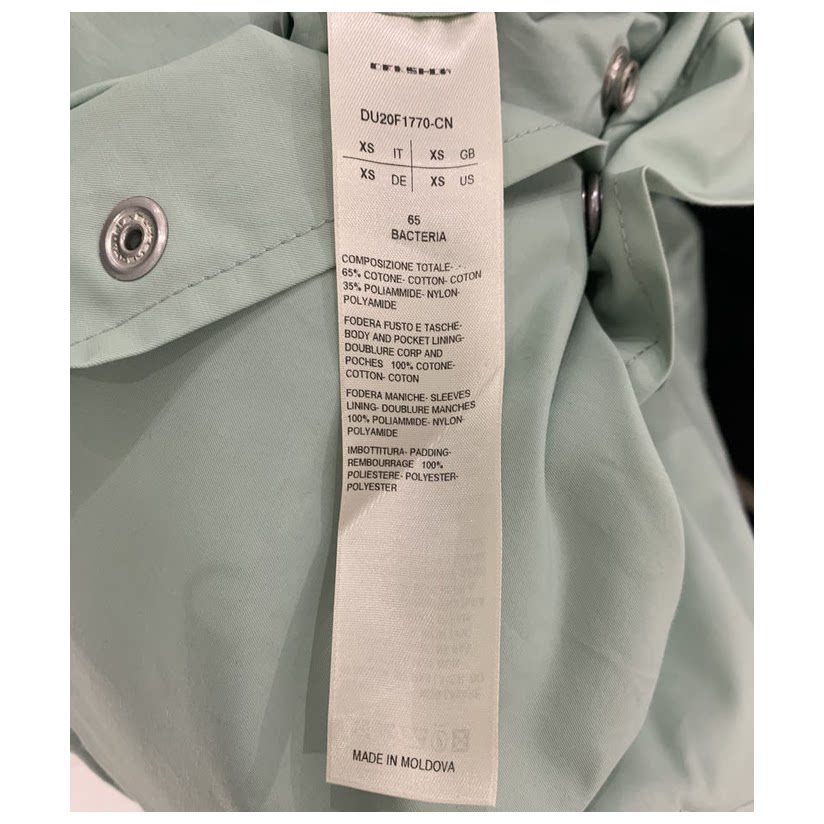 DU20F1770-CN
XS IT XS GB
XS DE XS US
65
BACTERIA
COMPOSIZIONE TOTALE- -
65% COTONE- COTTON- COTON
35% POLIAMMIDE- NYLON-
POLYAMIDE
FODERA FUSTO E TASCHE-
BODY AND POCKET LINING-
DOUBLURE CORP AND
POCHES 100% COTONE-
COTTON- COTON
FODERA MANICHE- SLEEVES
LINING- DOUBLURE MANCHES
100% POLIAMMIDE- NYLON-
POLYAMIDE
IMBOTTITURA- PADDING-
REMBOURRAGE 100%
POLIESTERE- POLYESTER-
POLYESTER
MADE IN MOLDOVA